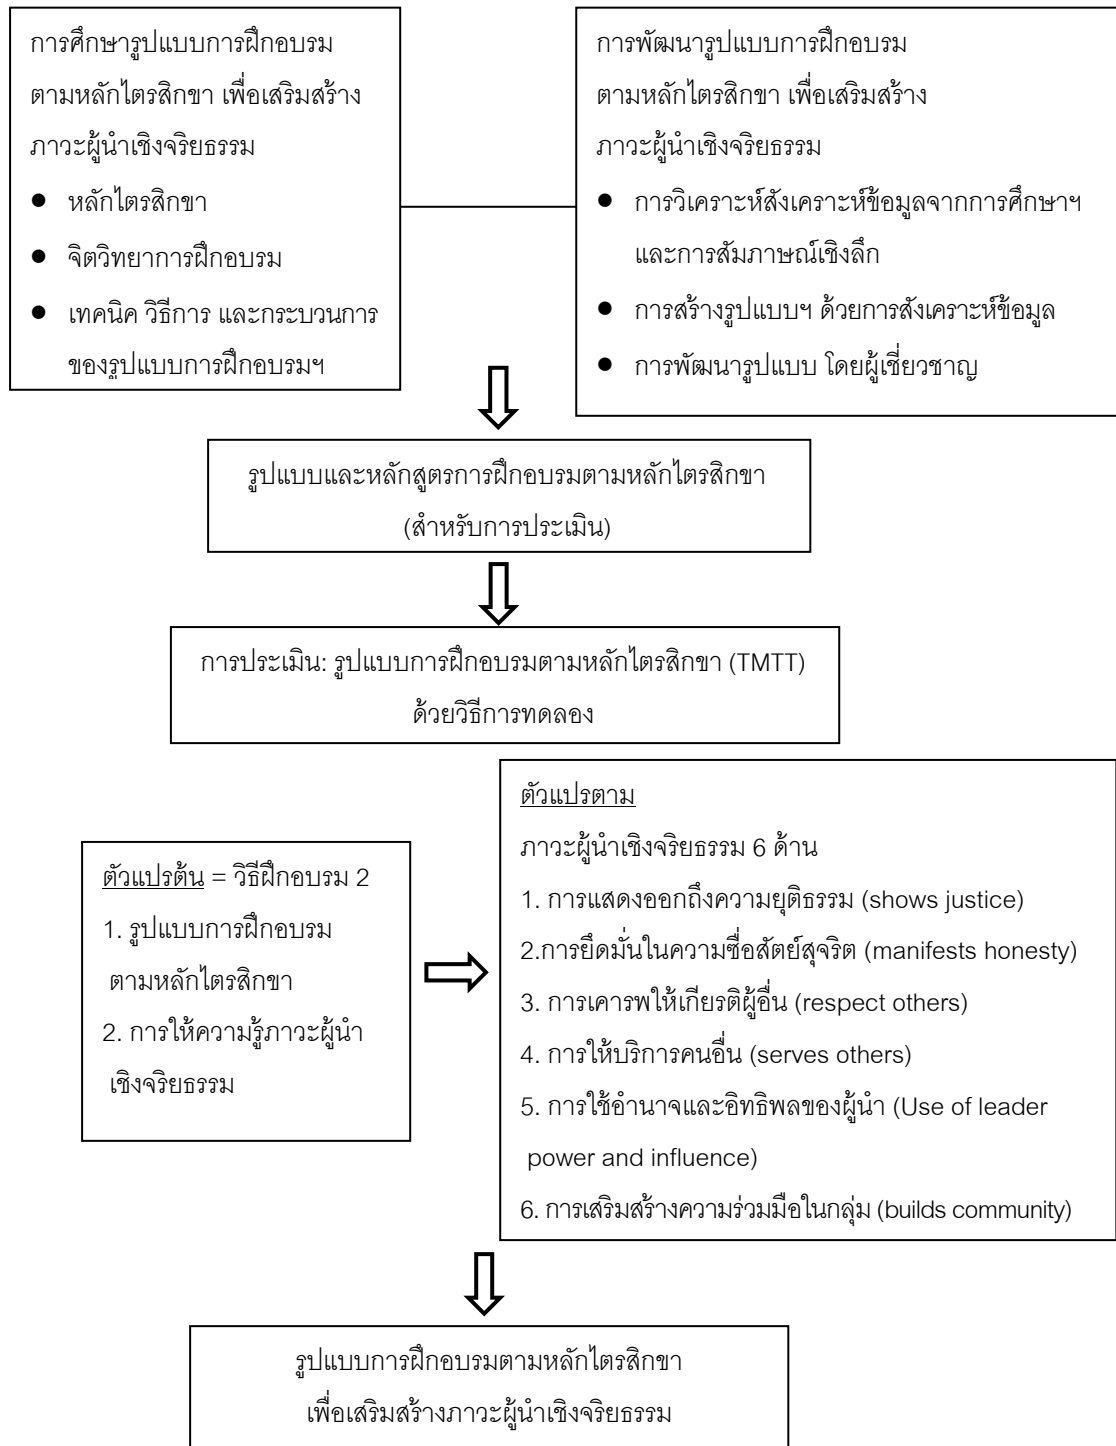 การศึกษารูปแบบการฝึกอบรม
ตามหลักไตรสิกขา เพื่อเสริมสร้าง
ภาวะผู้นำเชิงจริยธรรม
● หลักไตรสิกขา
● จิตวิทยาการฝึกอบรม
● เทคนิค วิธีการ และกระบวนการ
ของรูปแบบการฝึกอบรมฯ
การพัฒนารูปแบบการฝึกอบรม
ตามหลักไตรสิกขา เพื่อเสริมสร้าง
ภาวะผู้นำเชิงจริยธรรม
● การวิเคราะห์สังเคราะห์ข้อมูลจากการศึกษาฯ
และการสัมภาษณ์เชิงลึก
● การสร้างรูปแบบฯ ด้วยการสังเคราะห์ข้อมูล
● การพัฒนารูปแบบ โดยผู้เชี่ยวชาญ
รูปแบบและหลักสูตรการฝึกอบรมตามหลักไตรสิกขา
(สำหรับการประเมิน)
การประเมิน: รูปแบบการฝึกอบรมตามหลักไตรสิกขา (TMTT)
ด้วยวิธีการทดลอง
ตัวแปรต้น = วิธีฝึกอบรม 2
1. รูปแบบการฝึกอบรม
ตามหลักไตรสิกขา
2. การให้ความรู้ภาวะผู้นำ
เชิงจริยธรรม
ตัวแปรตาม
ภาวะผู้นำเชิงจริยธรรม 6 ด้าน
1. การแสดงออกถึงความยุติธรรม (shows justice)
2.การยึดมั่นในความซื่อสัตย์สุจริต (manifests honesty)
3. การเคารพให้เกียรติผู้อื่น (respect others)
4. การให้บริการคนอื่น (serves others)
5. การใช้อำนาจและอิทธิพลของผู้นำ (Use of leader
power and influence)
6. การเสริมสร้างความร่วมมือในกลุ่ม (builds community)
รูปแบบการฝึกอบรมตามหลักไตรสิกขา
เพื่อเสริมสร้างภาวะผู้นำเชิงจริยธรรม